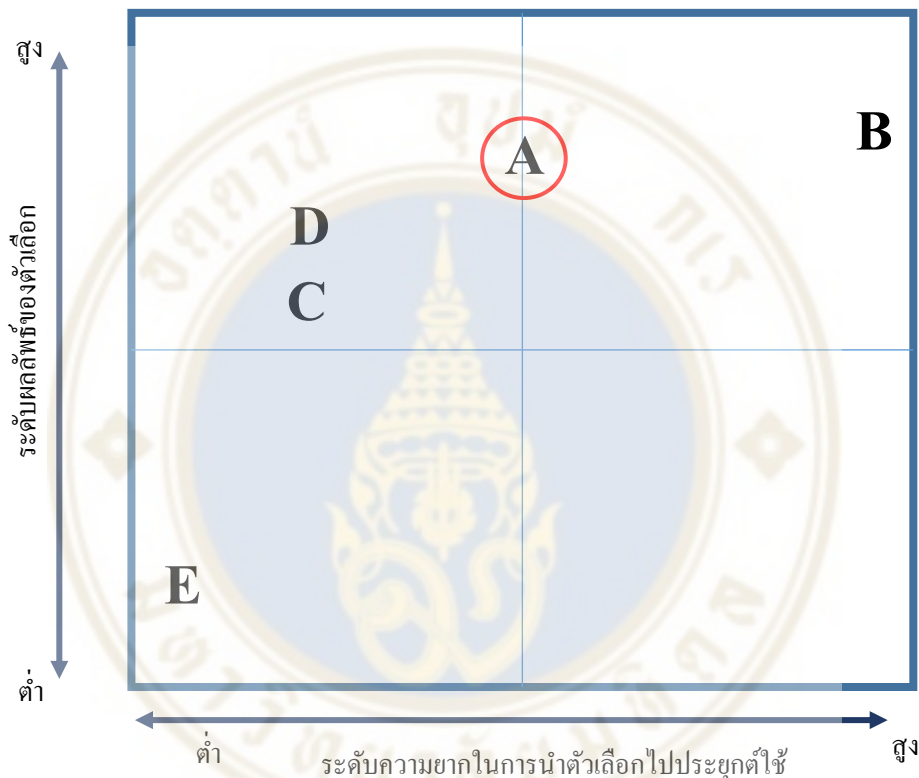 สูง
B
A
D
C
ระดับผลลัพธ์ของตัวเลือก
E
ต่ำ
ต่ำ
ระดับความยากในการนำตัวเลือกไปประยุกต์ใช้
สูง